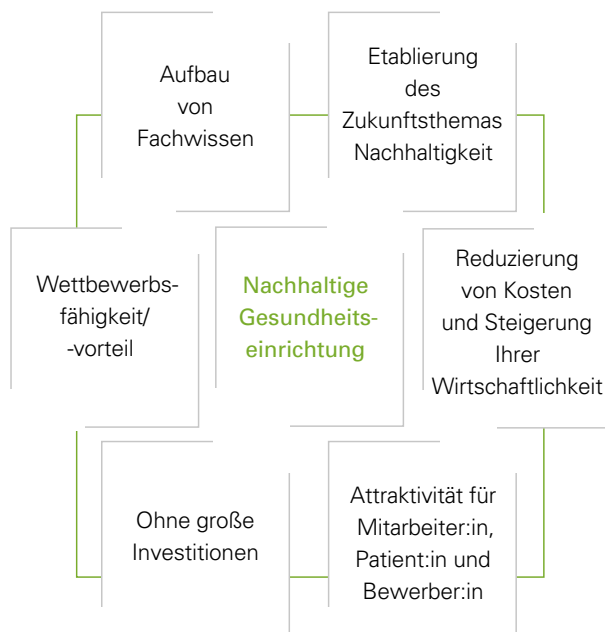 Aufbau
von
Fachwissen
Etablierung
des
Zukunftsthemas
Nachhaltigkeit
Wettbewerbs-
fähigkeit/
-vorteil
Nachhaltige
Gesundheits-
einrichtung
Reduzierung
von Kosten
und Steigerung
Ihrer
Wirtschaftlichkeit
Ohne große
Investitionen
Attraktivität für
Mitarbeiter:in,
Patient:in und
Bewerber:in